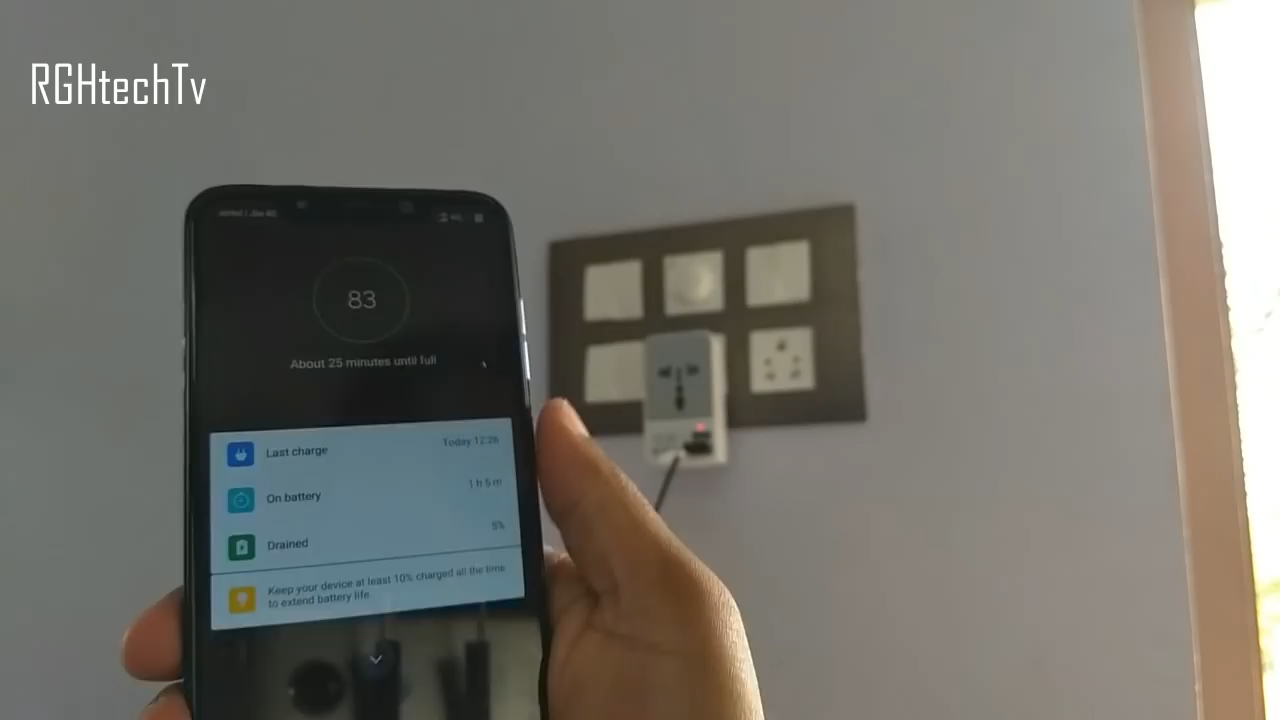 RGHtechTv
83
About 25 minutes until full
Last charge
Today 12:26
On battery
1 h 5 m
Drained
5%
Keep your device at least 10% charged all the time
to extend battery life.